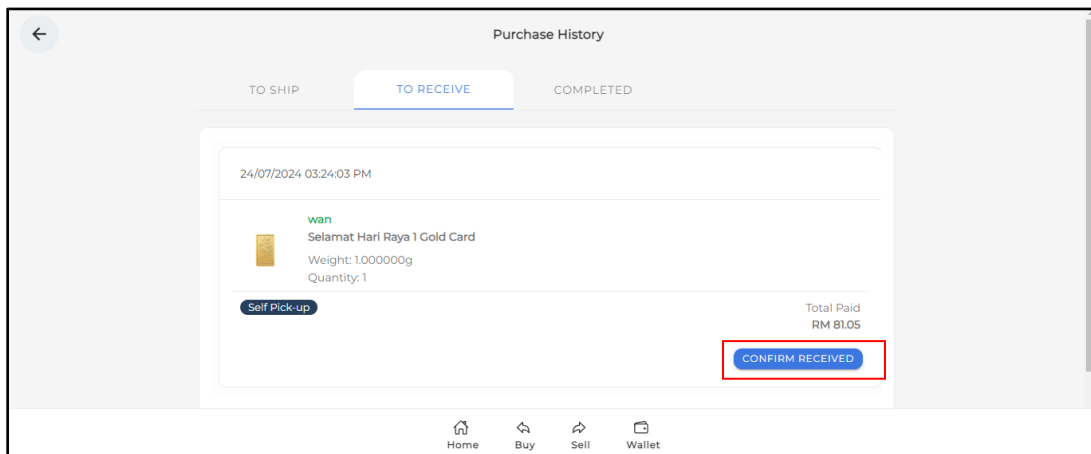 Purchase History
TO SHIP
TO RECEIVE
COMPLETED
24/07/2024 03:24:03 PM
wan
Selamat Hari Raya 1 Gold Card
Weight: 1.000000g
Quantity: 1
Self Pick-up
Total Paid
RM 81.05
CONFIRM RECEIVED
Home
Buy
Sell
Wallet